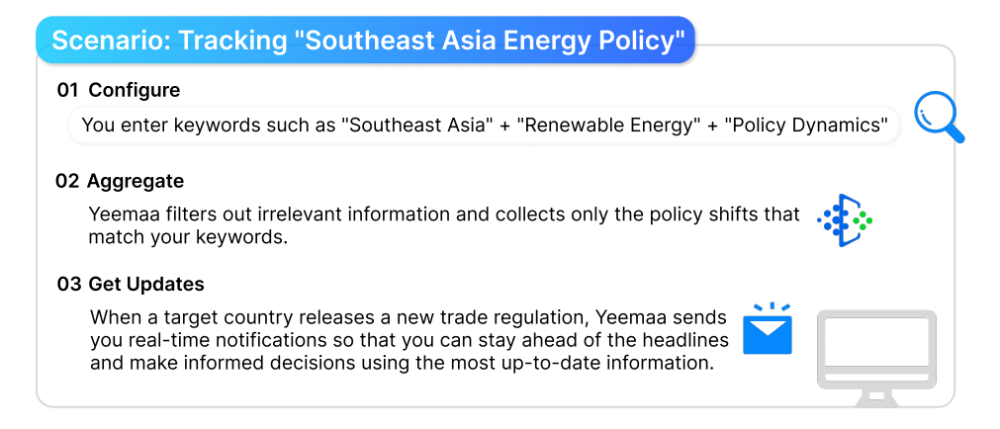 Scenario: Tracking "Southeast Asia Energy Policy"
01 Configure
You enter keywords such as "Southeast Asia" + "Renewable Energy" + "Policy Dynamics"
02 Aggregate
Yeemaa filters out irrelevant information and collects only the policy shifts that
match your keywords.
03 Get Updates
When a target country releases a new trade regulation, Yeemaa sends
you real-time notifications so that you can stay ahead of the headlines
and make informed decisions using the most up-to-date information.